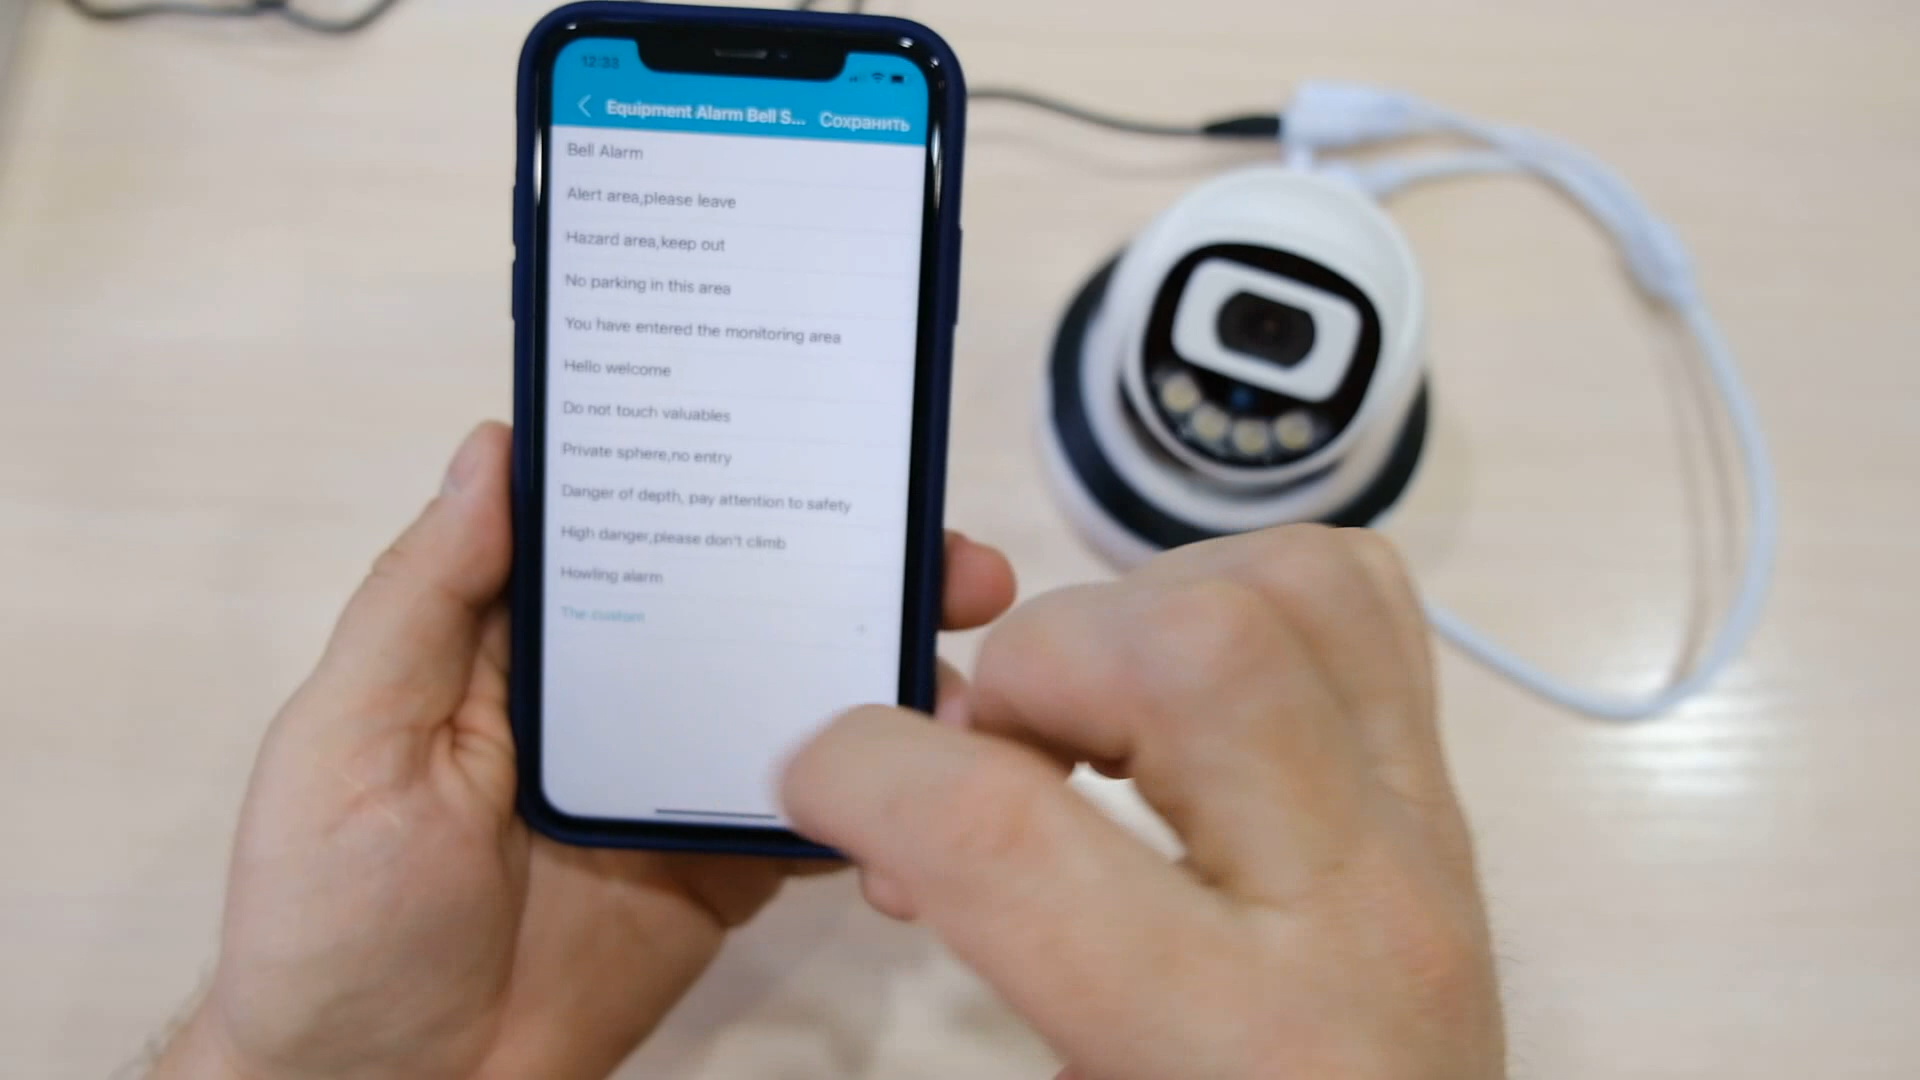 12:33
Equipment Alarm Bell S... Сохранить
Bell Alarm
Alert area,please leave
Hazard area,keep out
No parking in this area
You have entered the monitoring area
Hello welcome
Do not touch valuables
Private sphere,no entry
Danger of depth, pay attention to safety
High danger,please don't climb
Howling alarm
The custom +